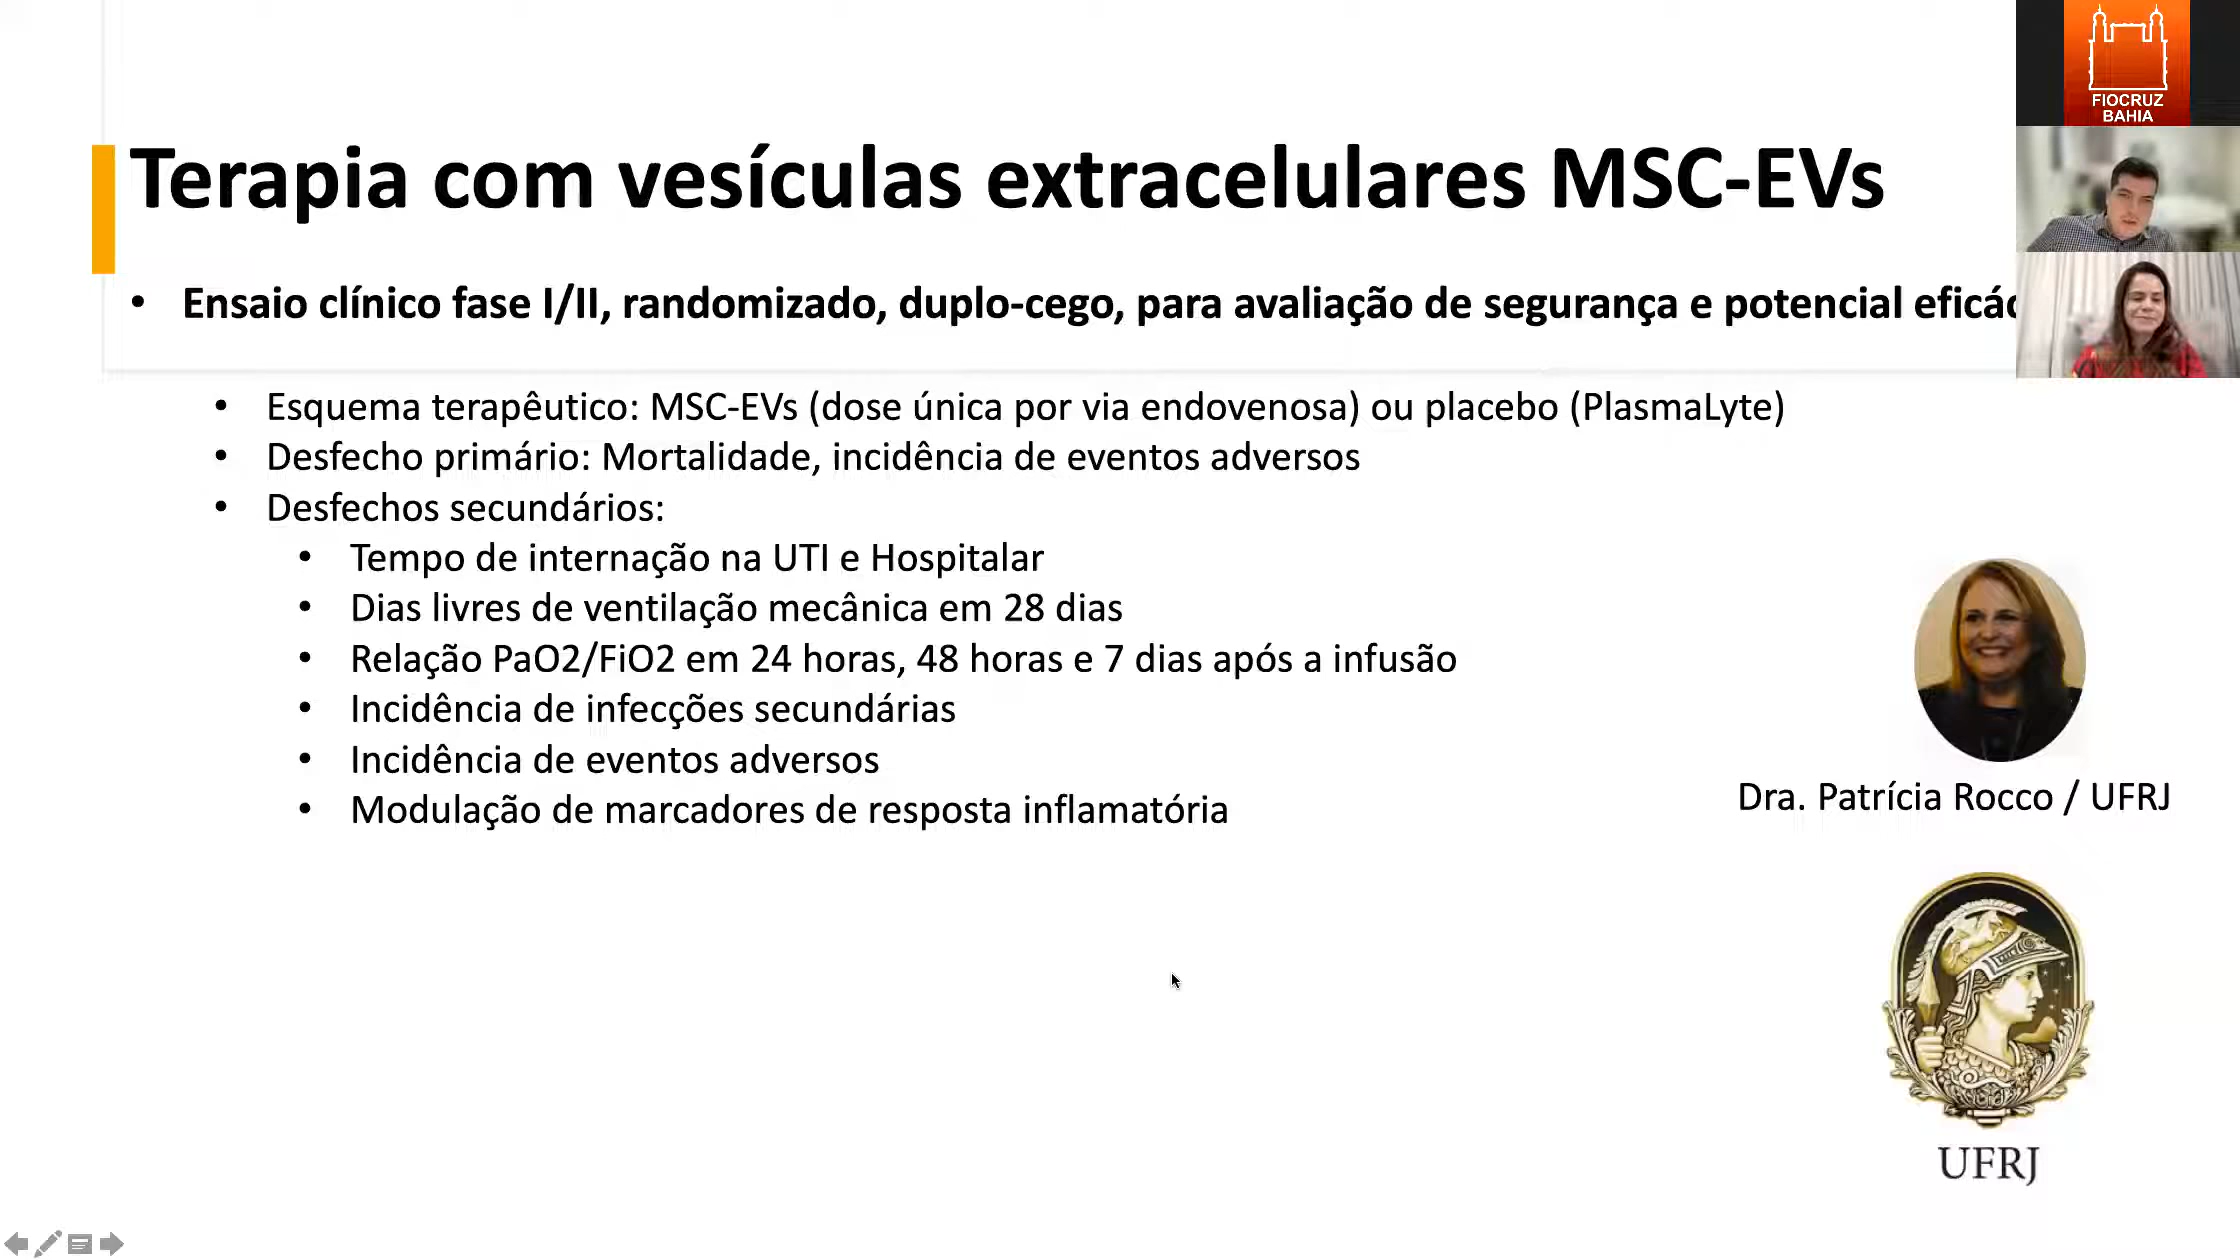 FIOCRUZ
BAHIA
Terapia com vesículas extracelulares MSC-EVs
• Ensaio clínico fase I/II, randomizado, duplo-cego, para avaliação de segurança e potencial eficác
• Esquema terapêutico: MSC-EVs (dose única por via endovenosa) ou placebo (PlasmaLyte)
• Desfecho primário: Mortalidade, incidência de eventos adversos
• Desfechos secundários:
• Tempo de internação na UTI e Hospitalar
• Dias livres de ventilação mecânica em 28 dias
• Relação PaO2/FiO2 em 24 horas, 48 horas e 7 dias após a infusão
• Incidência de infecções secundárias
• Incidência de eventos adversos
• Modulação de marcadores de resposta inflamatória
Dra. Patrícia Rocco / UFRJ
UFRJ